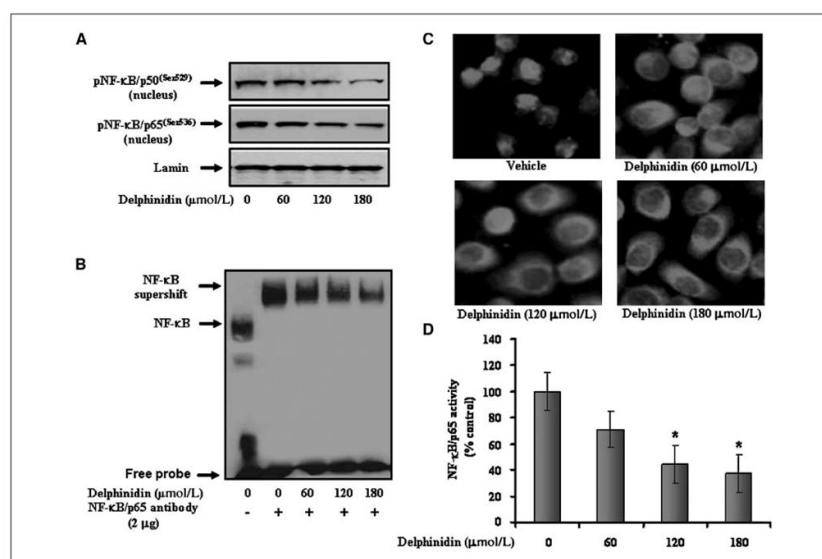 A
pNF-κB/p50(Ser529)
(nucleus)
pNF-κB/p65(Ser536)
(nucleus)
Lamin
Delphinidin (μmol/L) 0 60 120 180
B
NF-κB
supershift
NF-κB
Free probe
Delphinidin (μmol/L) 0 0 60 120 180
NF-κB/p65 antibody - + + + +
(2 μg)
C
Vehicle
Delphinidin (60 μmol/L)
Delphinidin (120 μmol/L)
Delphinidin (180 μmol/L)
D
NF-κB/p65 activity
(% control)
140
120
100
80
60
40
20
0
* *
0 60 120 180
Delphinidin (μmol/L)